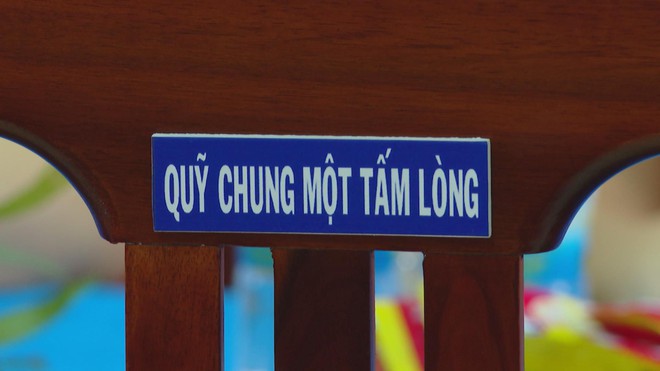 QUỸ CHUNG MỘT TẤM LÒNG